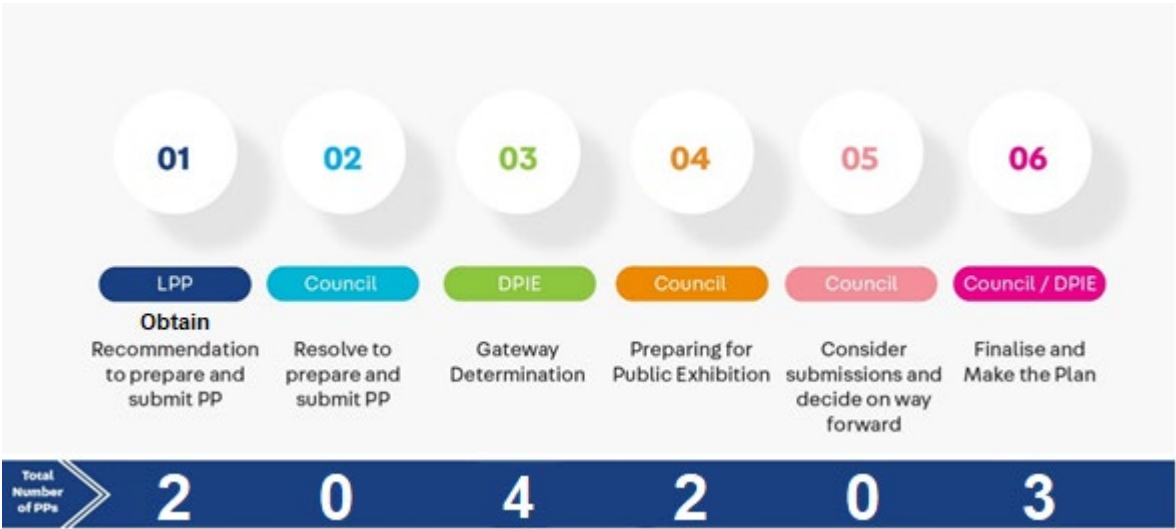 01 02 03 04 05 06
LPP Council DPIE Council Council Council / DPIE
Obtain
Recommendation
to prepare and
submit PP
Resolve to
prepare and
submit PP
Gateway
Determination
Preparing for
Public Exhibition
Consider
submissions and
decide on way
forward
Finalise and
Make the Plan
Total
Number
of PPs
2 0 4 2 0 3